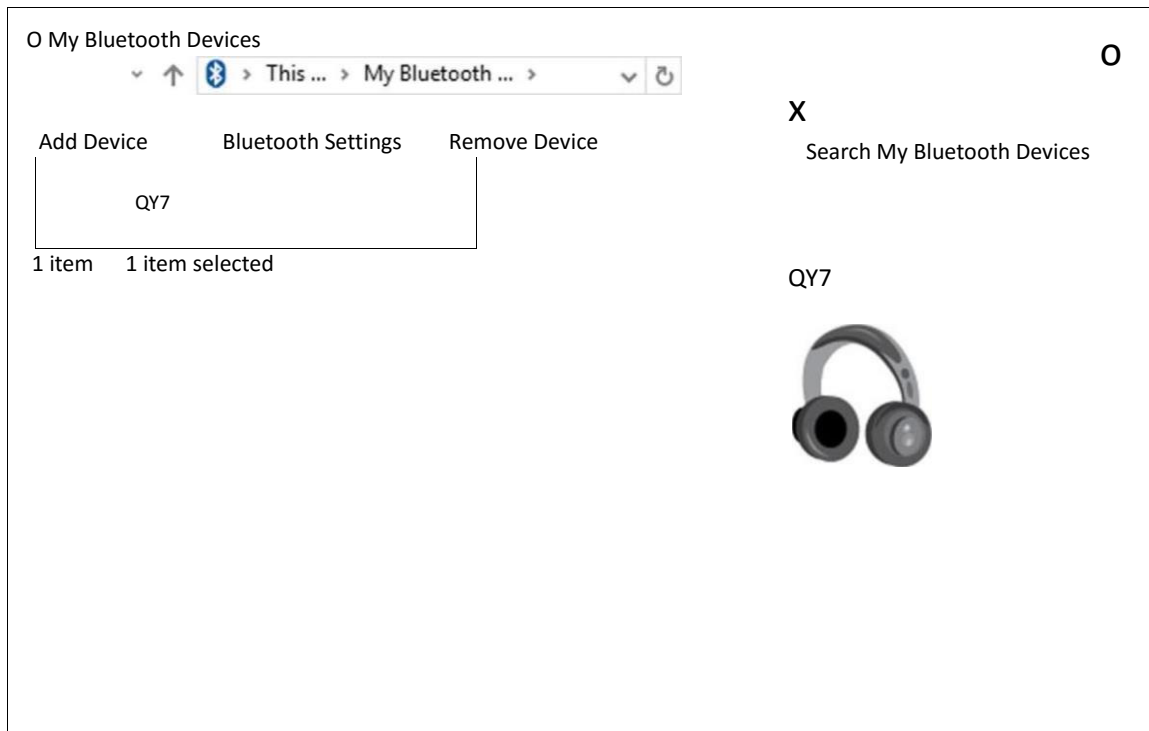 O My Bluetooth Devices
O
> This ... > My Bluetooth ... >
X
Add Device Bluetooth Settings Remove Device
Search My Bluetooth Devices
QY7
1 item 1 item selected
QY7